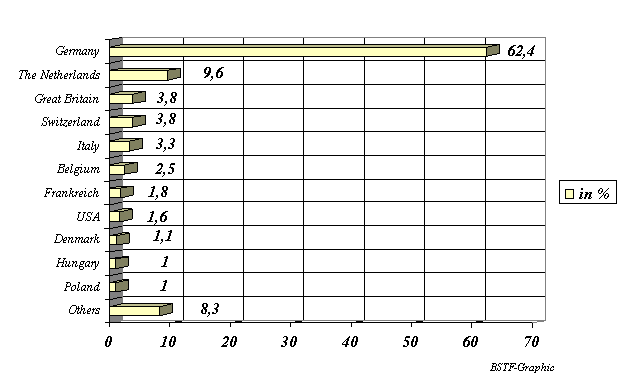 Germany 62,4
The Netherlands 9,6
Great Britain 3,8
Switzerland 3,8
Italy 3,3
Belgium 2,5
Frankreich 1,8
USA 1,6
Denmark 1,1
Hungary 1
Poland 1
Others 8,3
in %
0 10 20 30 40 50 60 70
BSTF-Graphic